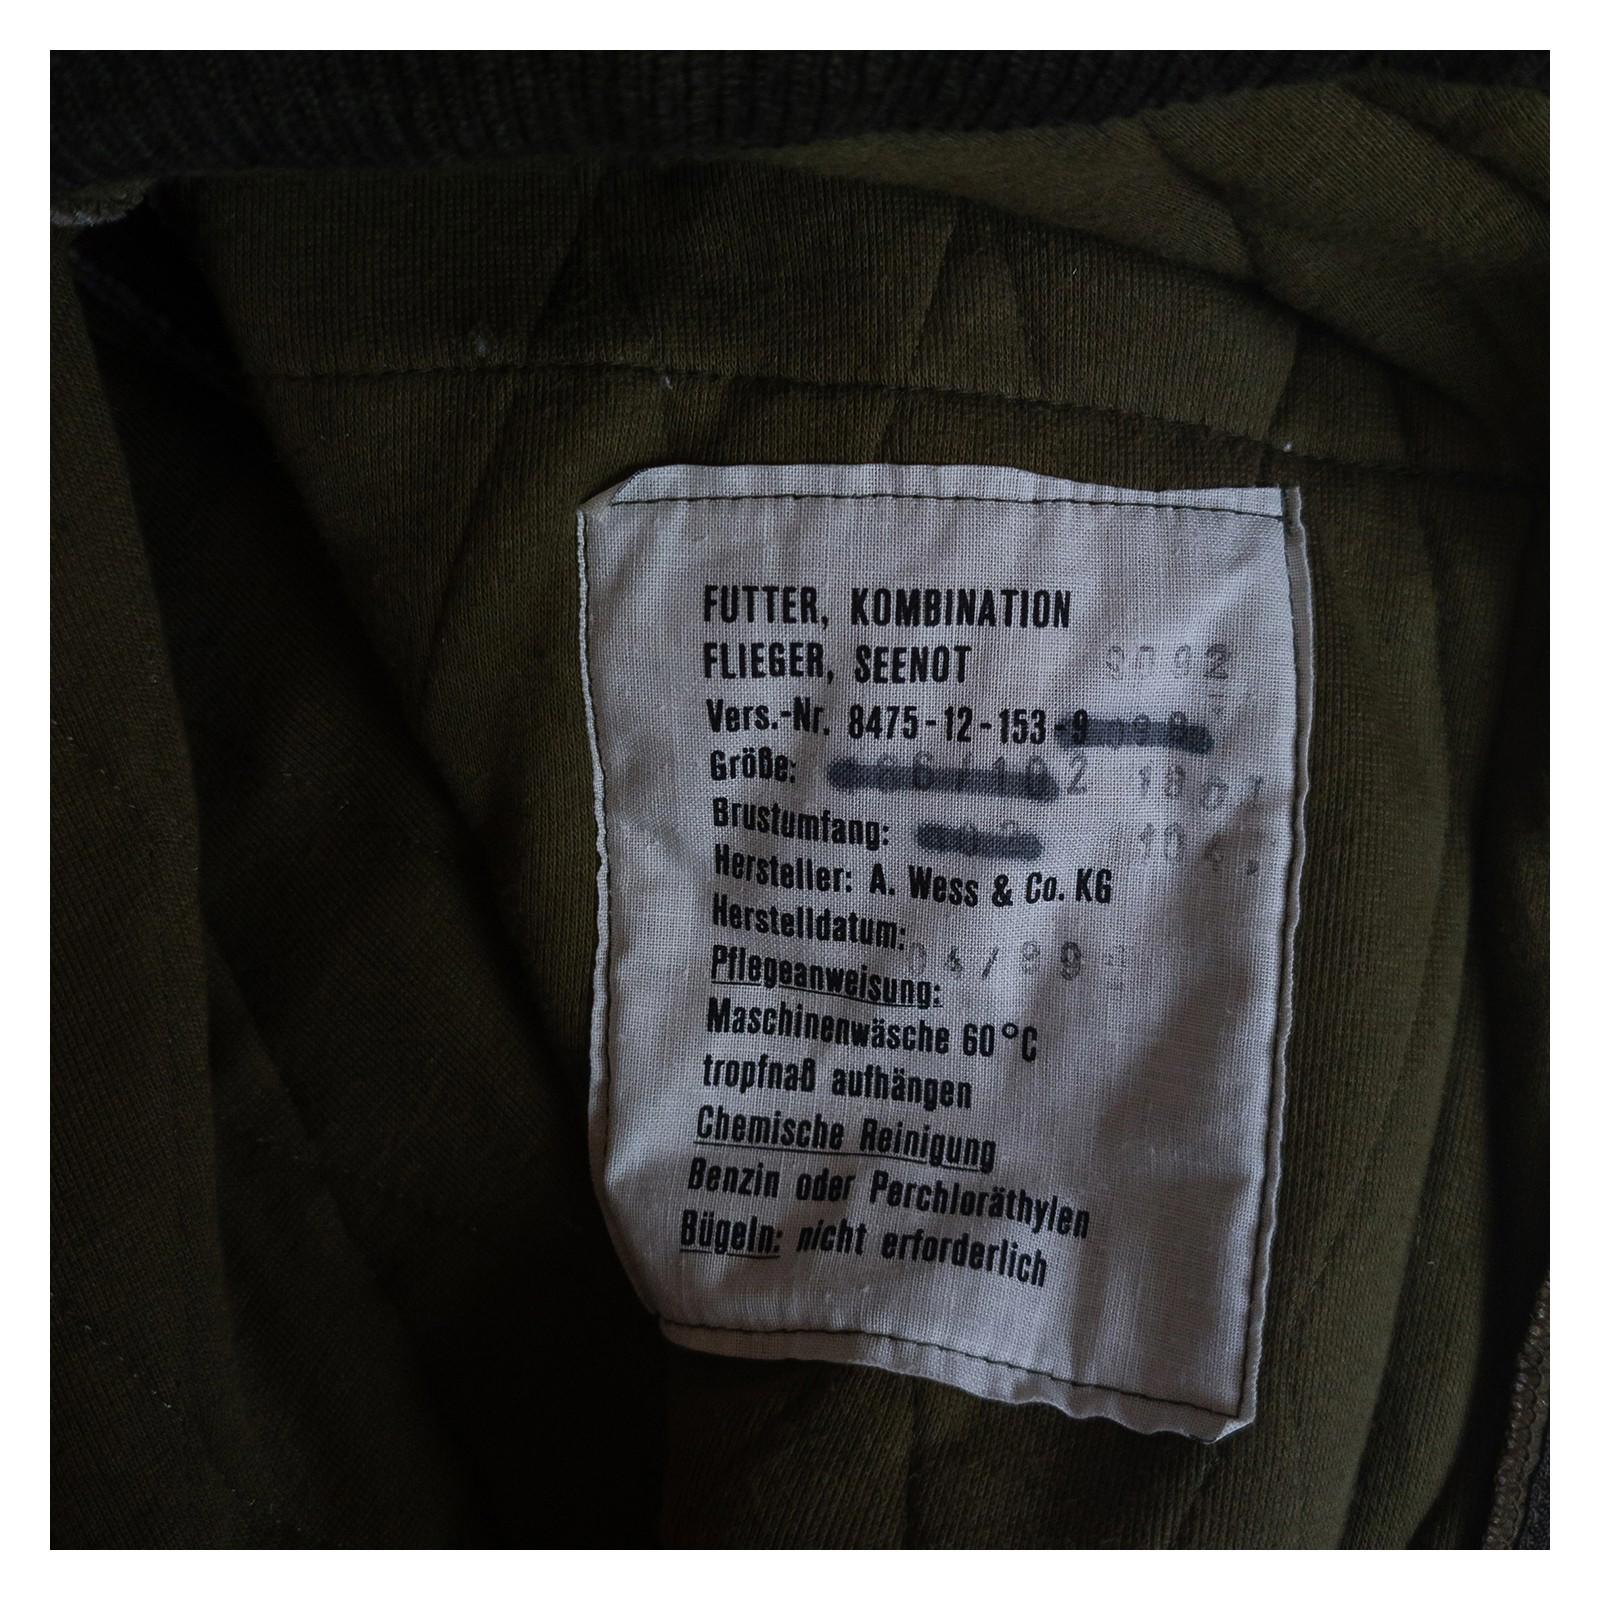 FUTTER, KOMBINATION
FLIEGER, SEENOT
Vers.-Nr. 8475-12-153-9
Größe:
Brustumfang:
Hersteller: A. Wess & Co. KG
Herstelldatum:
Pflegeanweisung:
Maschinenwäsche 60°C
tropfnaß aufhängen
Chemische Reinigung
Benzin oder Perchloräthylen
Bügeln: nicht erforderlich